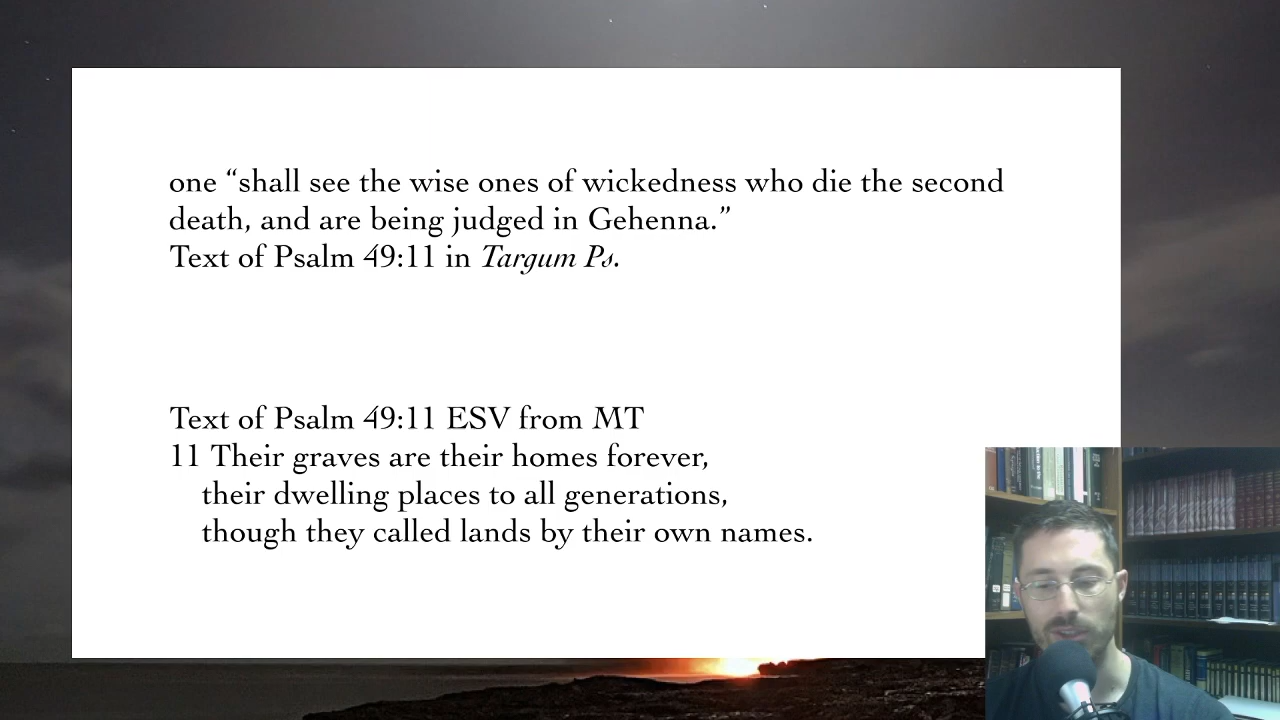 one “shall see the wise ones of wickedness who die the second
death, and are being judged in Gehenna.”
Text of Psalm 49:11 in Targum Ps.
Text of Psalm 49:11 ESV from MT
11 Their graves are their homes forever,
their dwelling places to all generations,
though they called lands by their own names.